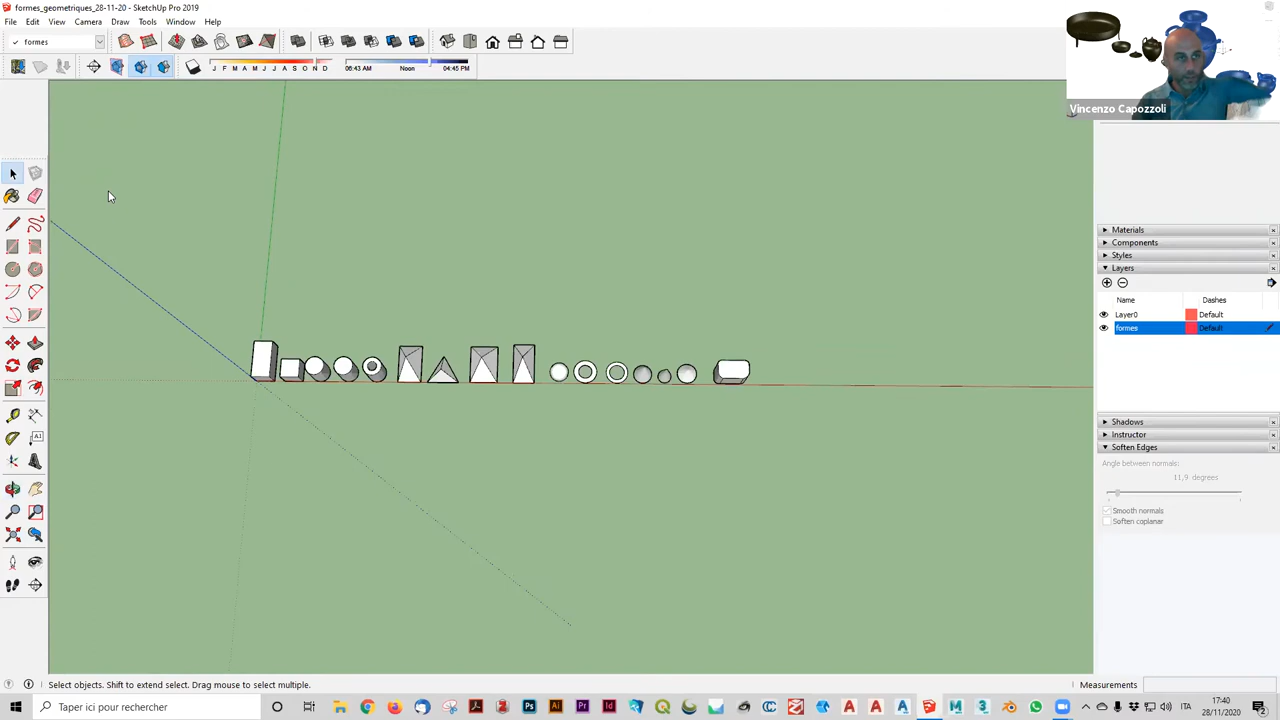 formes_geometriques_28-11-20 - SketchUp Pro 2019
File Edit View Camera Draw Tools Window Help
formes
J F M A M J J A S O N D
06:43 AM Noon 04:45 PM
Vincenzo Capozzoli
Materials
Components
Styles
Layers
Name Dashes
Layer0 Default
formes Default
Shadows
Instructor
Soften Edges
Angle between normals:
11,9 degrees
Smooth normals
Soften coplanar
Select objects. Shift to extend select. Drag mouse to select multiple.
Measurements
Taper ici pour rechercher
ITA
17:40
28/11/2020